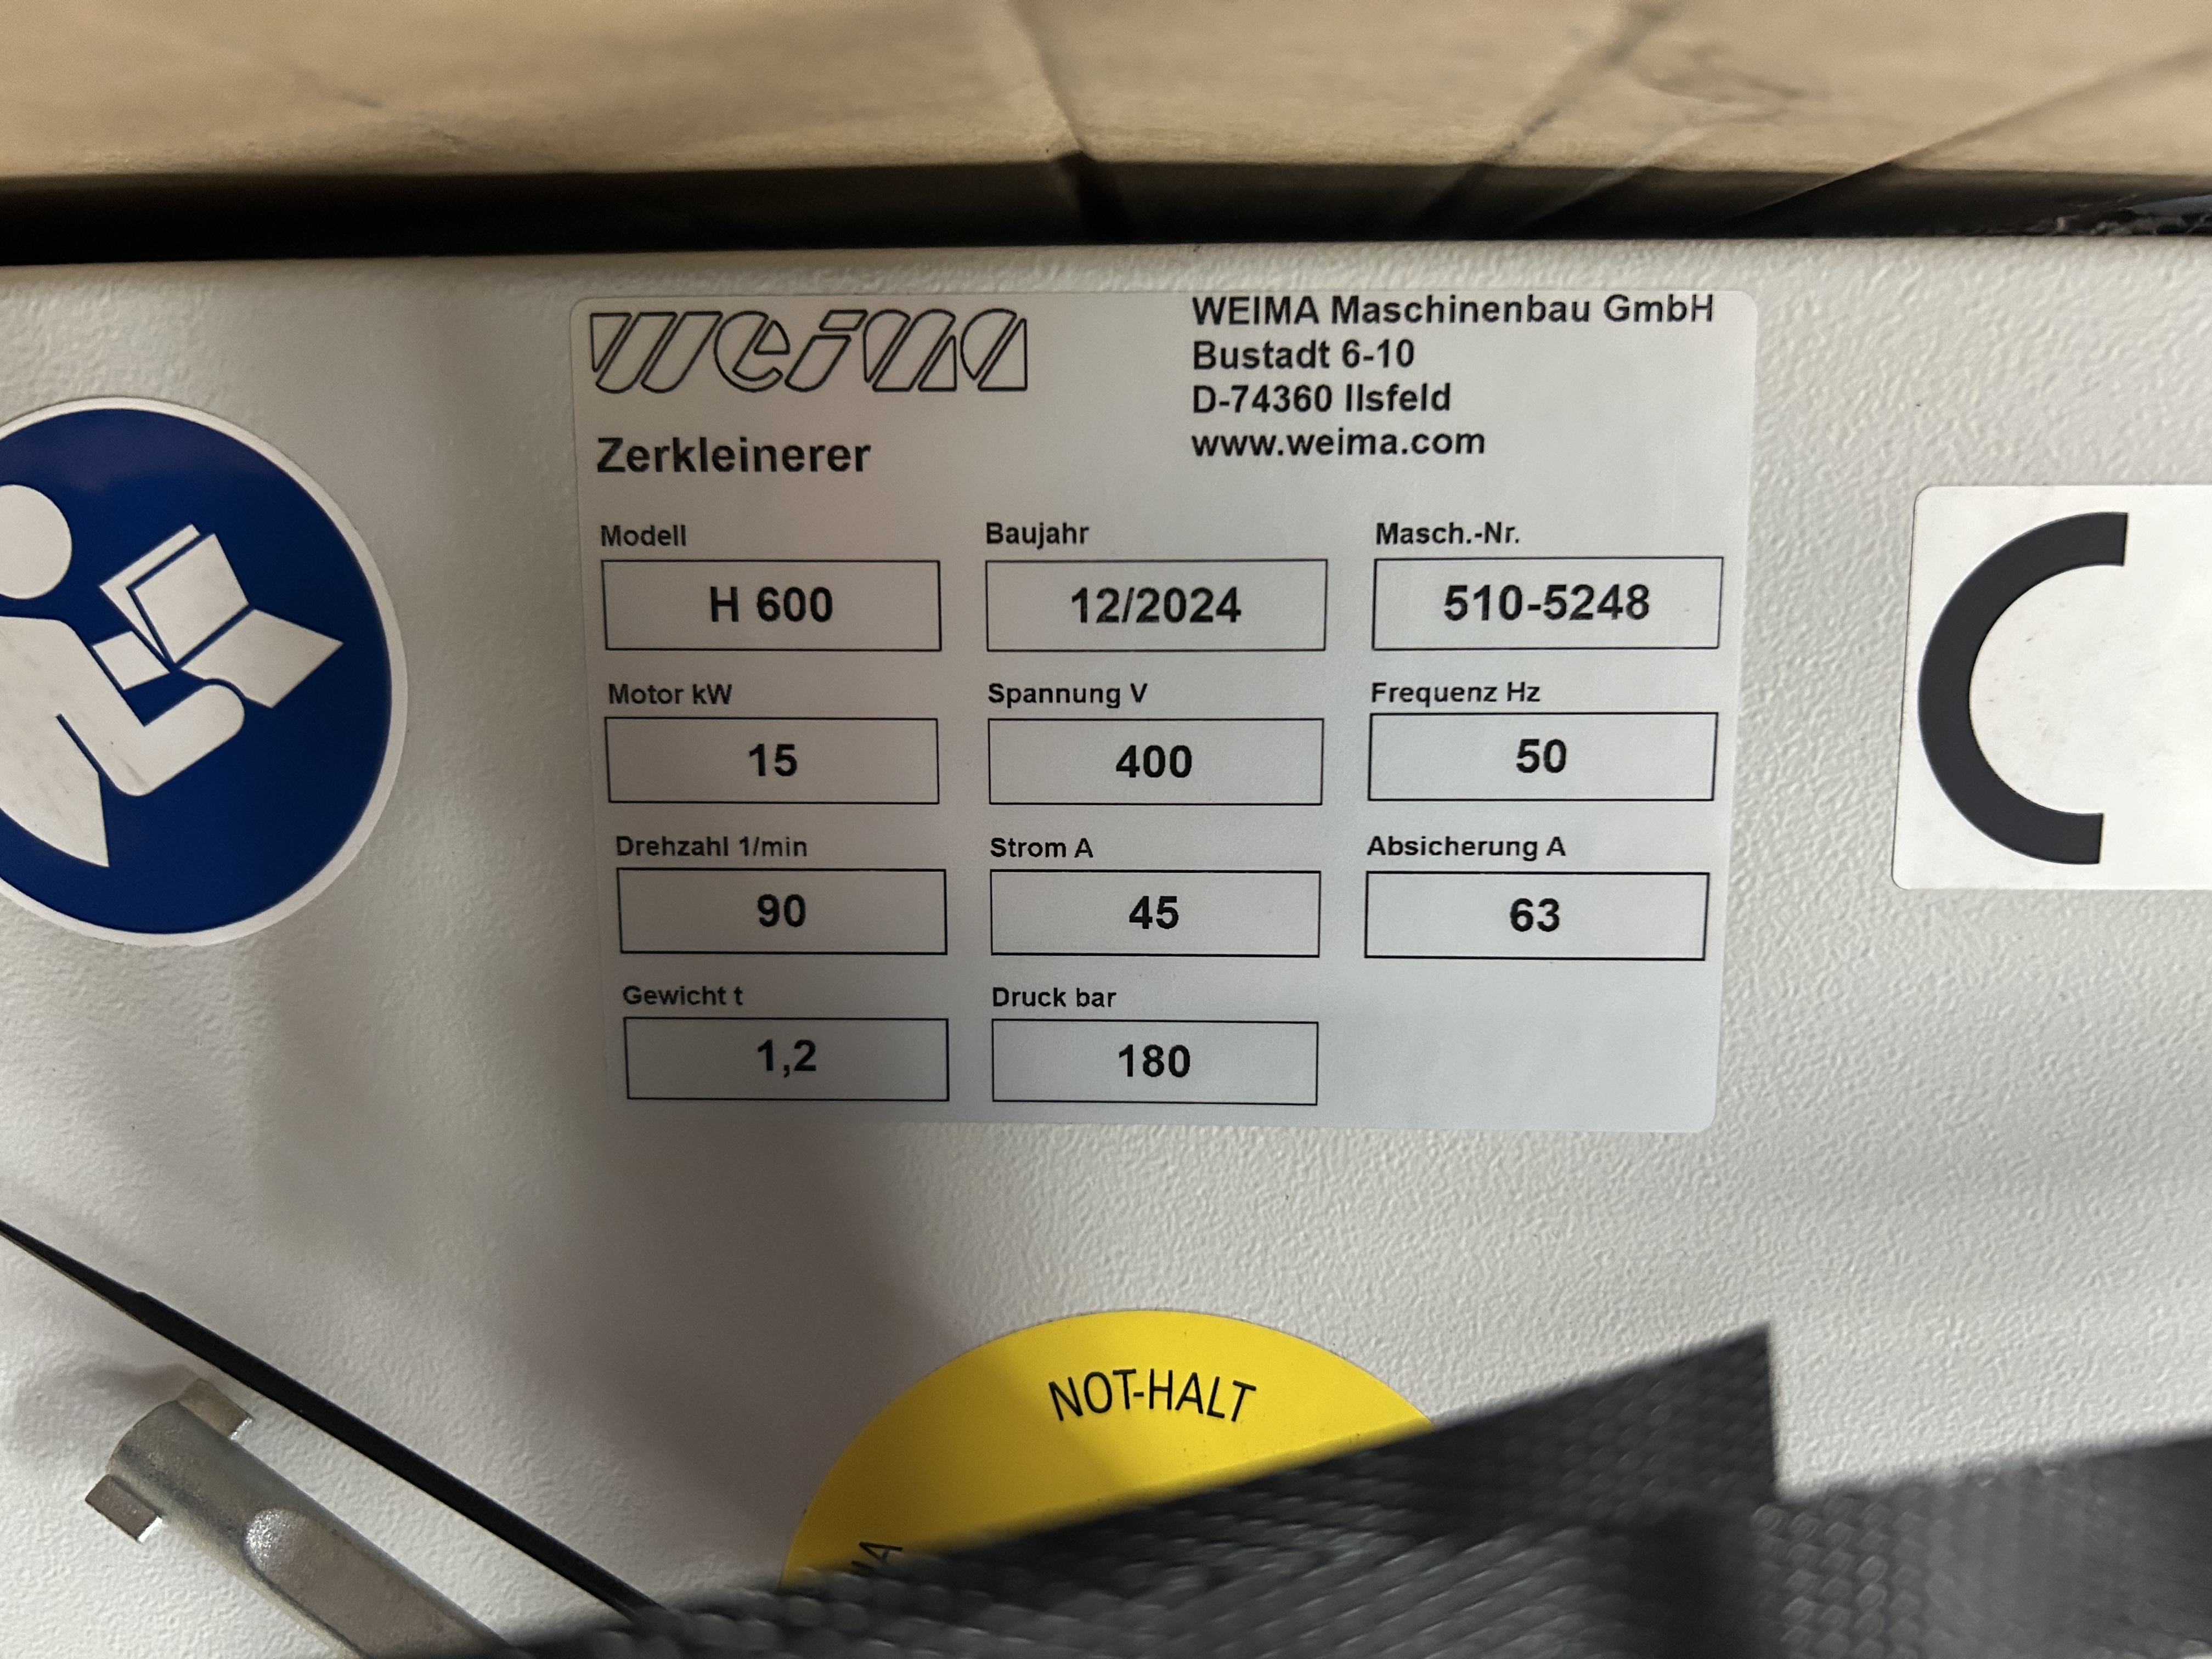 weima
WEIMA Maschinenbau GmbH
Bustadt 6-10
D-74360 Ilsfeld
www.weima.com
Zerkleinerer
Modell Baujahr Masch.-Nr.
H 600 12/2024 510-5248
Motor kW Spannung V Frequenz Hz
15 400 50
Drehzahl 1/min Strom A Absicherung A
90 45 63
Gewicht t Druck bar
1,2 180
NOT-HALT